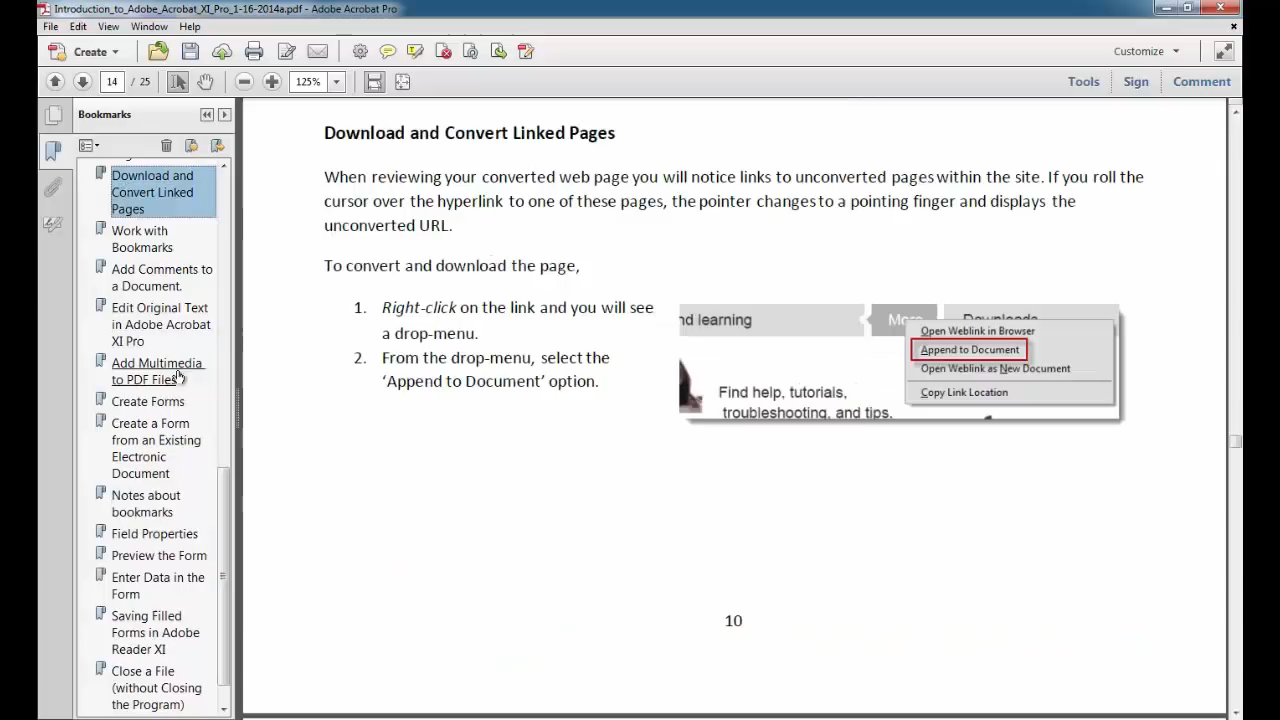 Introduction_to_Adobe_Acrobat_XI_Pro_1-16-2014a.pdf - Adobe Acrobat Pro
File Edit View Window Help
Create Customize
14 / 25 125% Tools Sign Comment
Bookmarks
Download and
Convert Linked
Pages
Work with
Bookmarks
Add Comments to
a Document.
Edit Original Text
in Adobe Acrobat
XI Pro
Add Multimedia
to PDF Files
Create Forms
Create a Form
from an Existing
Electronic
Document
Notes about
bookmarks
Field Properties
Preview the Form
Enter Data in the
Form
Saving Filled
Forms in Adobe
Reader XI
Close a File
(without Closing
the Program)
Download and Convert Linked Pages
When reviewing your converted web page you will notice links to unconverted pages within the site. If you roll the
cursor over the hyperlink to one of these pages, the pointer changes to a pointing finger and displays the
unconverted URL.
To convert and download the page,
1. Right-click on the link and you will see
a drop-menu.
2. From the drop-menu, select the
‘Append to Document’ option.
nd learning More Downloads
Open Weblink in Browser
Append to Document
Open Weblink as New Document
Copy Link Location
Find help, tutorials,
troubleshooting, and tips.
10